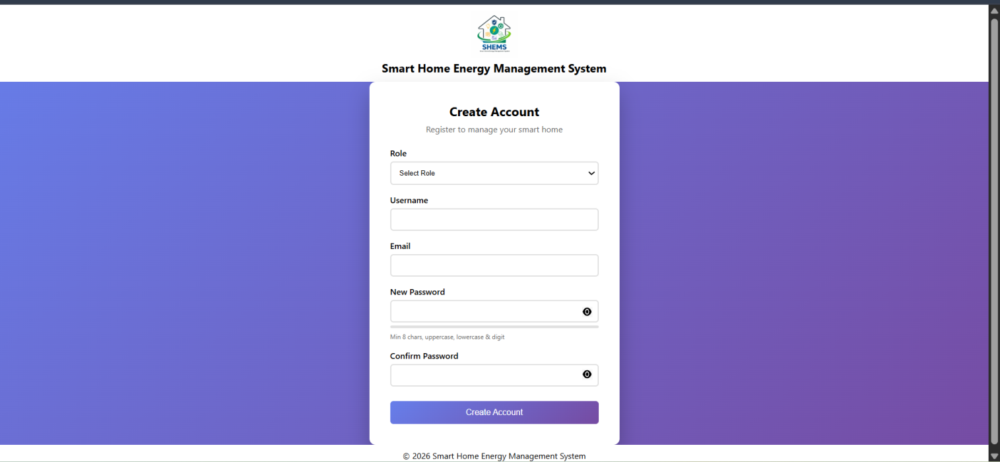 SHEMS
Smart Home Energy Management System
Create Account
Register to manage your smart home
Role
Select Role
Username
Email
New Password
Min 8 chars, uppercase, lowercase & digit
Confirm Password
Create Account
© 2026 Smart Home Energy Management System